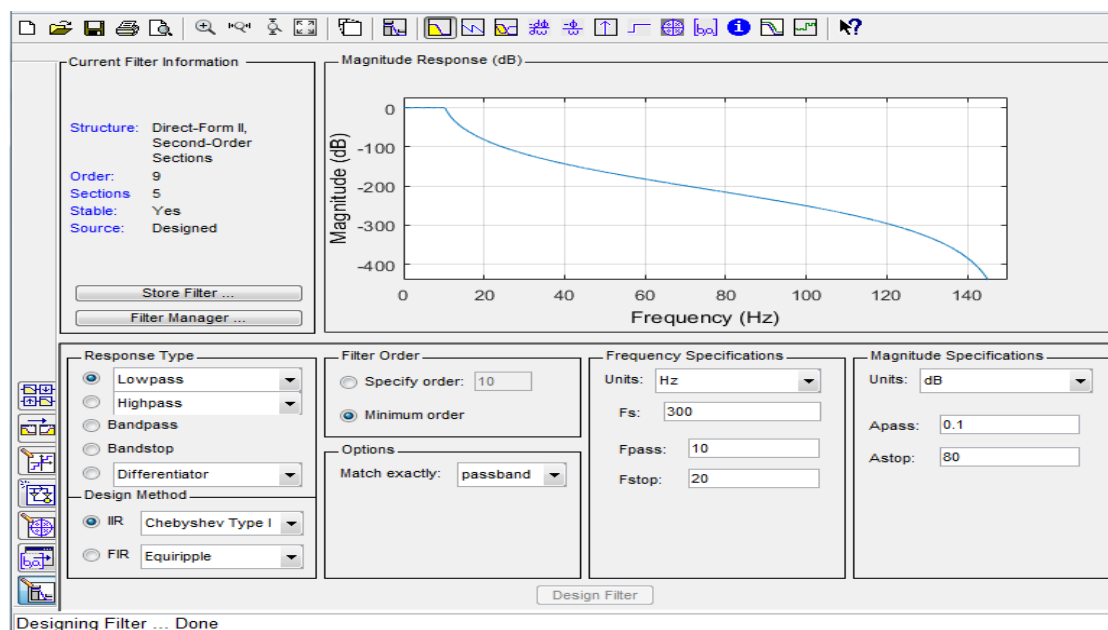 Current Filter Information
Structure: Direct-Form II,
Second-Order
Sections
Order: 9
Sections 5
Stable: Yes
Source: Designed
Store Filter ...
Filter Manager ...
Magnitude Response (dB)
Magnitude (dB)
0
-100
-200
-300
-400
0 20 40 60 80 100 120 140
Frequency (Hz)
Response Type
Lowpass
Highpass
Bandpass
Bandstop
Differentiator
Design Method
IIR Chebyshev Type I
FIR Equiripple
Filter Order
Specify order: 10
Minimum order
Options
Match exactly: passband
Frequency Specifications
Units: Hz
Fs: 300
Fpass: 10
Fstop: 20
Magnitude Specifications
Units: dB
Apass: 0.1
Astop: 80
Design Filter
Designing Filter ... Done